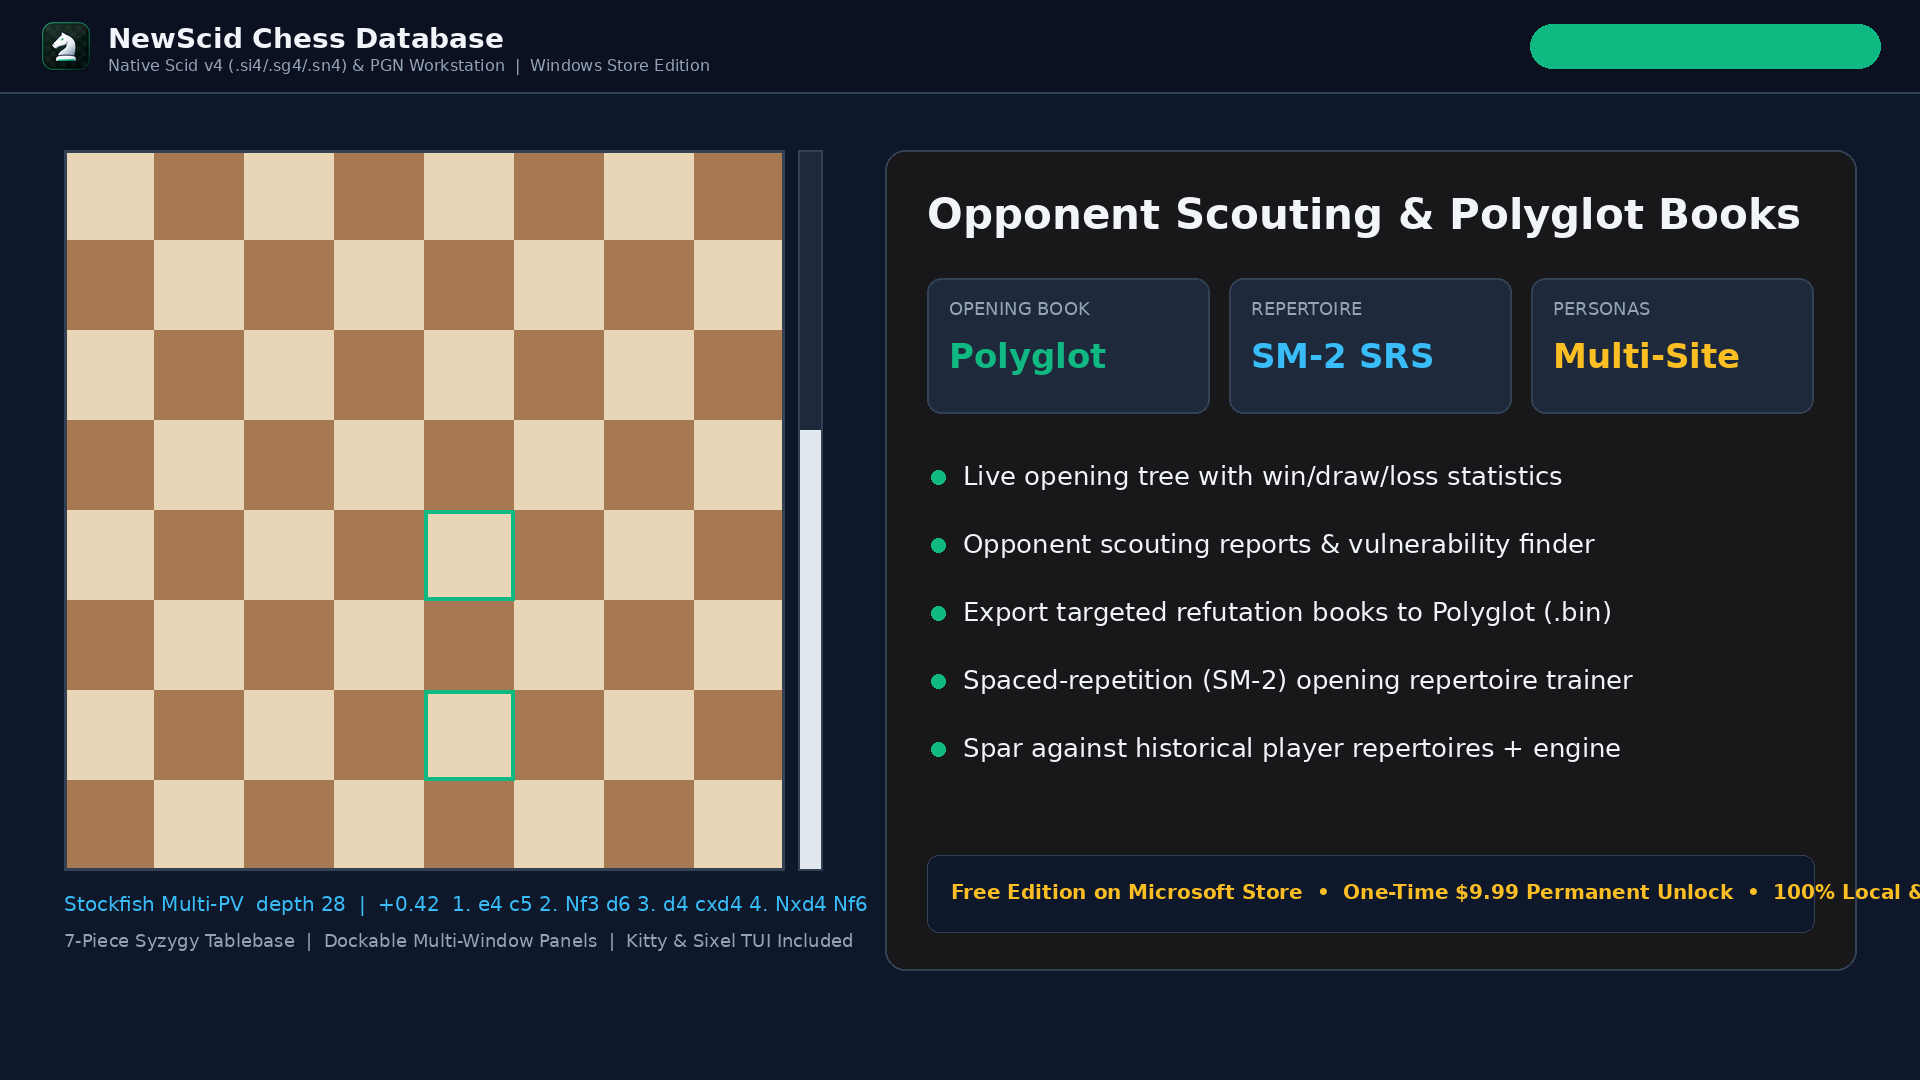 NewScid Chess Database
Native Scid v4 (.si4/.sg4/.sn4) & PGN Workstation | Windows Store Edition
Opponent Scouting & Polyglot Books
OPENING BOOK
Polyglot
REPERTOIRE
SM-2 SRS
PERSONAS
Multi-Site
Live opening tree with win/draw/loss statistics
Opponent scouting reports & vulnerability finder
Export targeted refutation books to Polyglot (.bin)
Spaced-repetition (SM-2) opening repertoire trainer
Spar against historical player repertoires + engine
Free Edition on Microsoft Store • One-Time $9.99 Permanent Unlock • 100% Local &
Stockfish Multi-PV depth 28 | +0.42 1. e4 c5 2. Nf3 d6 3. d4 cxd4 4. Nxd4 Nf6
7-Piece Syzygy Tablebase | Dockable Multi-Window Panels | Kitty & Sixel TUI Included